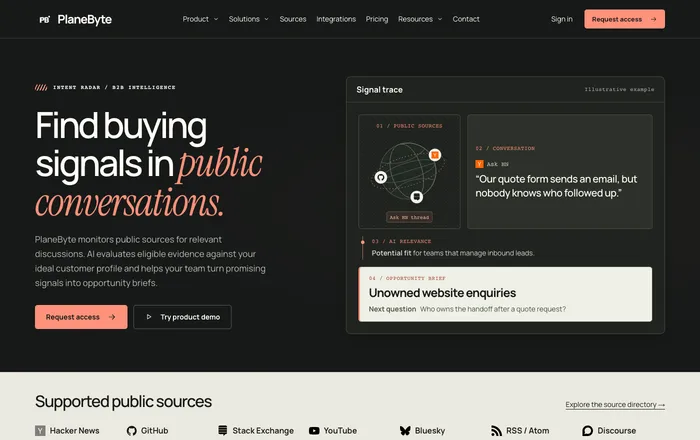 PB PlaneByte
Product
Solutions
Sources
Integrations
Pricing
Resources
Contact
Sign in
Request access →
INTENT RADAR / B2B INTELLIGENCE
Find buying
signals in public
conversations.
PlaneByte monitors public sources for relevant
discussions. AI evaluates eligible evidence against your
ideal customer profile and helps your team turn promising
signals into opportunity briefs.
Request access →
Try product demo
Signal trace
Illustrative example
01 / PUBLIC SOURCES
Y
Ask HN thread
02 / CONVERSATION
Y Ask HN
“Our quote form sends an email, but
nobody knows who followed up.”
03 / AI RELEVANCE
Potential fit for teams that manage inbound leads.
04 / OPPORTUNITY BRIEF
Unowned website enquiries
Next question Who owns the handoff after a quote request?
Supported public sources
Explore the source directory →
Y Hacker News
GitHub
Stack Exchange
YouTube
Bluesky
RSS / Atom
Discourse